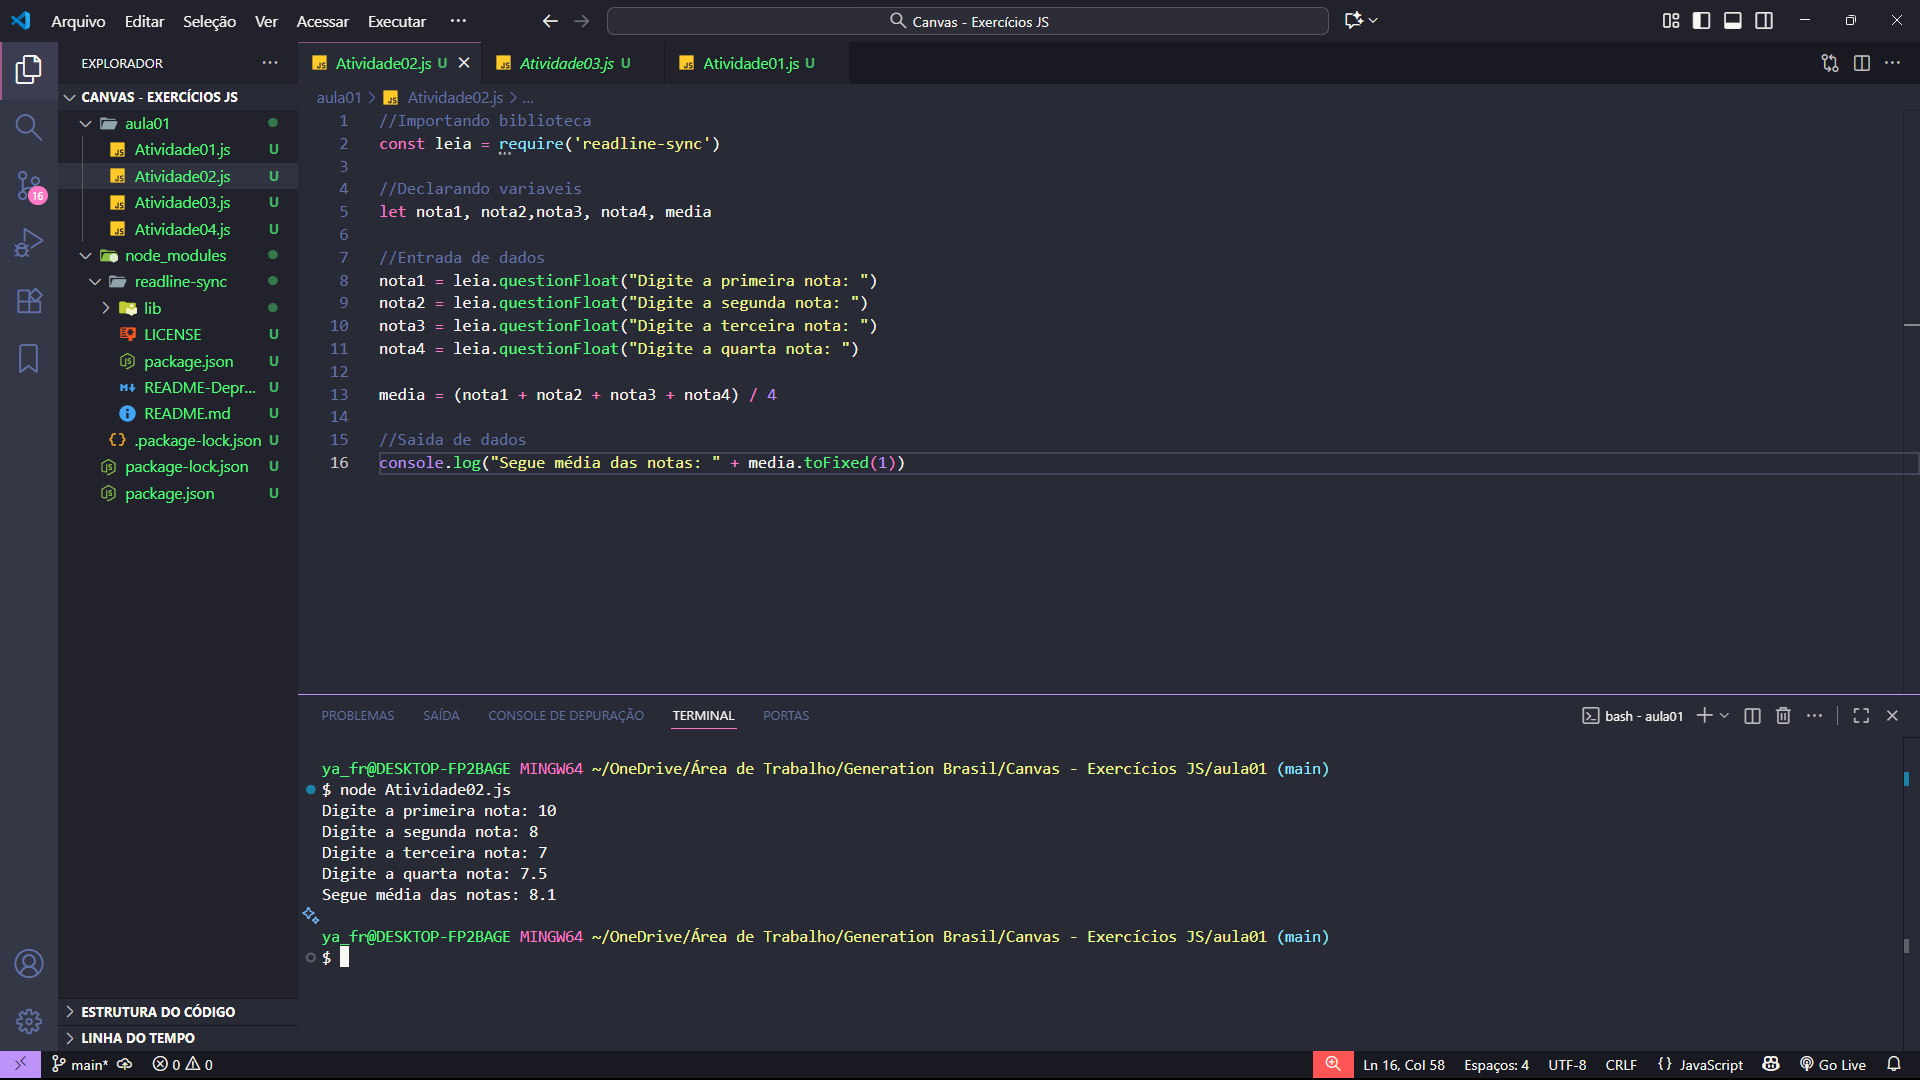 Arquivo Editar Seleção Ver Acessar Executar ...
Canvas - Exercícios JS
EXPLORADOR
CANVAS - EXERCÍCIOS JS
aula01
Atividade01.js U
Atividade02.js U
Atividade03.js U
Atividade04.js U
node_modules
readline-sync
lib
LICENSE U
package.json U
README-Depr... U
README.md U
.package-lock.json U
package-lock.json U
package.json U
ESTRUTURA DO CÓDIGO
LINHA DO TEMPO
16
Atividade02.js U Atividade03.js U Atividade01.js U
aula01 > Atividade02.js > ...
1 //Importando biblioteca
2 const leia = require('readline-sync')
3
4 //Declarando variaveis
5 let nota1, nota2,nota3, nota4, media
6
7 //Entrada de dados
8 nota1 = leia.questionFloat("Digite a primeira nota: ")
9 nota2 = leia.questionFloat("Digite a segunda nota: ")
10 nota3 = leia.questionFloat("Digite a terceira nota: ")
11 nota4 = leia.questionFloat("Digite a quarta nota: ")
12
13 media = (nota1 + nota2 + nota3 + nota4) / 4
14
15 //Saida de dados
16 console.log("Segue média das notas: " + media.toFixed(1))
PROBLEMAS SAÍDA CONSOLE DE DEPURAÇÃO TERMINAL PORTAS
bash - aula01
ya_fr@DESKTOP-FP2BAGE MINGW64 ~/OneDrive/Área de Trabalho/Generation Brasil/Canvas - Exercícios JS/aula01 (main)
$ node Atividade02.js
Digite a primeira nota: 10
Digite a segunda nota: 8
Digite a terceira nota: 7
Digite a quarta nota: 7.5
Segue média das notas: 8.1
ya_fr@DESKTOP-FP2BAGE MINGW64 ~/OneDrive/Área de Trabalho/Generation Brasil/Canvas - Exercícios JS/aula01 (main)
$
main* 0 0 Ln 16, Col 58 Espaços: 4 UTF-8 CRLF {} JavaScript Go Live